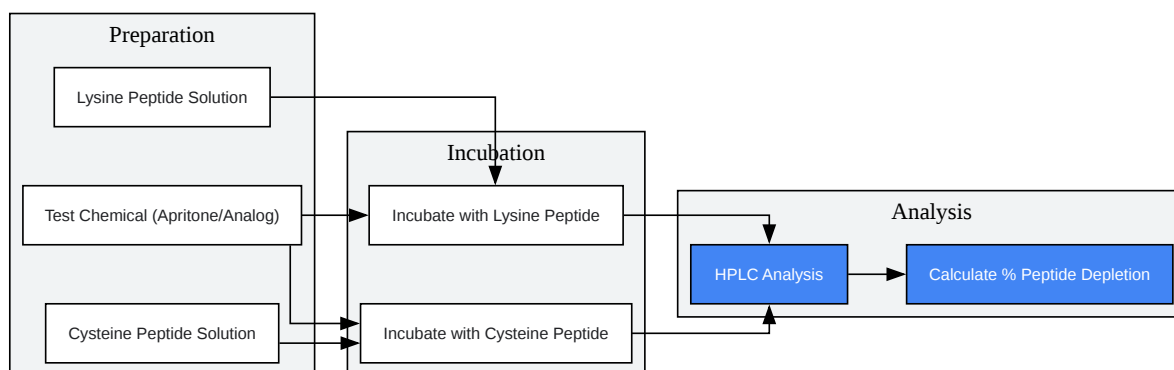 Preparation
Lysine Peptide Solution
Test Chemical (Apritone/Analog)
Cysteine Peptide Solution
Incubation
Incubate with Lysine Peptide
Incubate with Cysteine Peptide
Analysis
HPLC Analysis
Calculate % Peptide Depletion